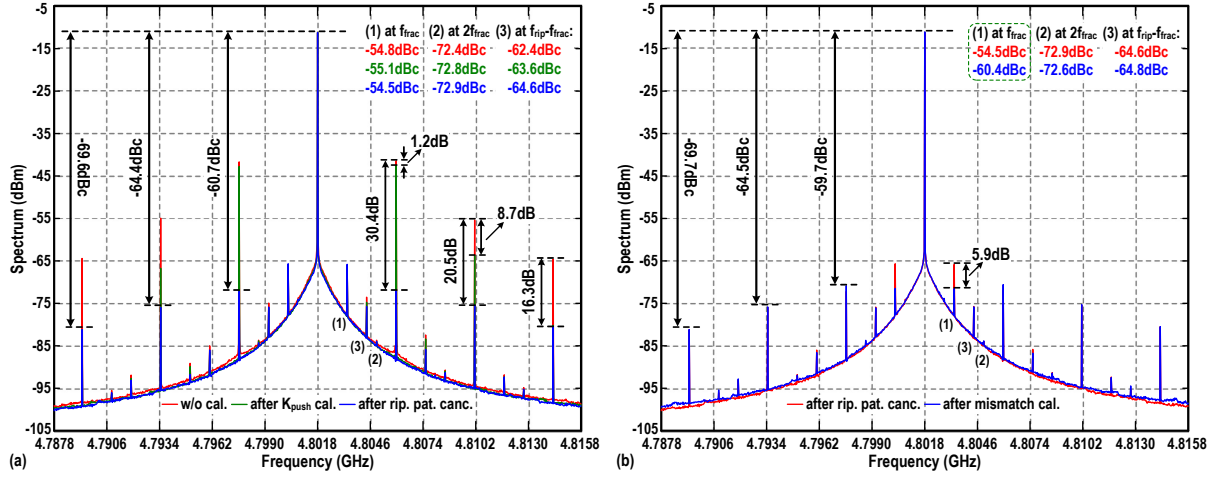 -5
-15
-25
-35
-45
-55
-65
-75
-85
-95
-105
Spectrum (dBm)
(1) at ffrac (2) at 2ffrac (3) at frip-ffrac:
-54.8dBc -72.4dBc -62.4dBc
-55.1dBc -72.8dBc -63.6dBc
-54.5dBc -72.9dBc -64.6dBc
-69.6dBc
-64.4dBc
-60.7dBc
1.2dB
30.4dB
8.7dB
20.5dB
16.3dB
(1)
(3)
(2)
w/o cal. after Kpush cal. after rip. pat. canc.
4.7878 4.7906 4.7934 4.7962 4.7990 4.8018 4.8046 4.8074 4.8102 4.8130 4.8158
(a) Frequency (GHz)
-5
-15
-25
-35
-45
-55
-65
-75
-85
-95
-105
Spectrum (dBm)
(1) at ffrac (2) at 2ffrac (3) at frip-ffrac:
-54.5dBc -72.9dBc -64.6dBc
-60.4dBc -72.6dBc -64.8dBc
-69.7dBc
-64.5dBc
-59.7dBc
5.9dB
(1)
(3)
(2)
after rip. pat. canc. after mismatch cal.
4.7878 4.7906 4.7934 4.7962 4.7990 4.8018 4.8046 4.8074 4.8102 4.8130 4.8158
(b) Frequency (GHz)